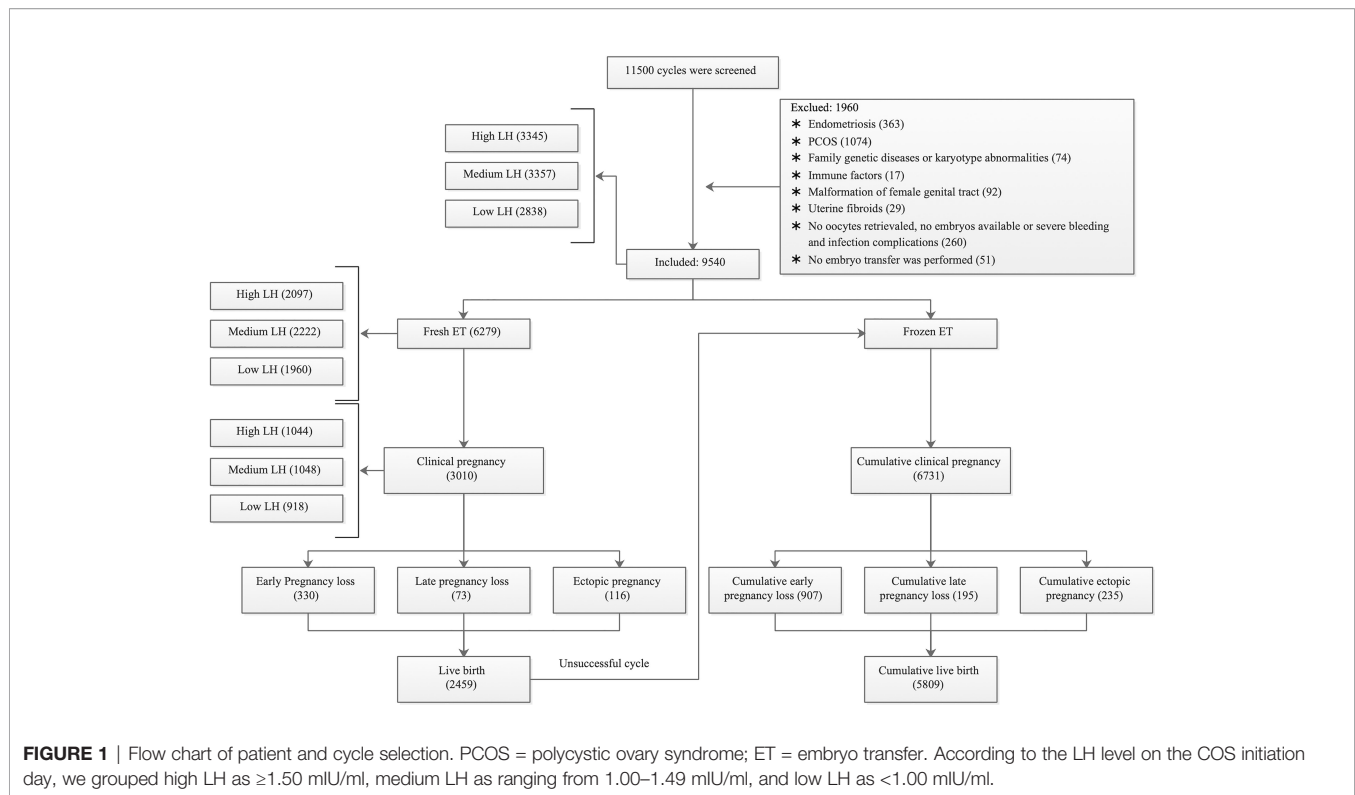 11500 cycles were screened
Exclued: 1960
∗ Endometriosis (363)
∗ PCOS (1074)
∗ Family genetic diseases or karyotype abnormalities (74)
∗ Immune factors (17)
∗ Malformation of female genital tract (92)
∗ Uterine fibroids (29)
∗ No oocytes retrievaled, no embryos available or severe bleeding
and infection complications (260)
∗ No embryo transfer was performed (51)
High LH (3345)
Medium LH (3357)
Low LH (2838)
Included: 9540
High LH (2097)
Medium LH (2222)
Low LH (1960)
Fresh ET (6279)
Frozen ET
High LH (1044)
Medium LH (1048)
Low LH (918)
Clinical pregnancy
(3010)
Cumulative clinical pregnancy
(6731)
Early Pregnancy loss
(330)
Late pregnancy loss
(73)
Ectopic pregnancy
(116)
Cumulative early
pregnancy loss (907)
Cumulative late
pregnancy loss (195)
Cumulative ectopic
pregnancy (235)
Live birth
(2459)
Unsuccessful cycle
Cumulative live birth
(5809)
FIGURE 1 | Flow chart of patient and cycle selection. PCOS = polycystic ovary syndrome; ET = embryo transfer. According to the LH level on the COS initiation
day, we grouped high LH as ≥1.50 mIU/ml, medium LH as ranging from 1.00–1.49 mIU/ml, and low LH as <1.00 mIU/ml.